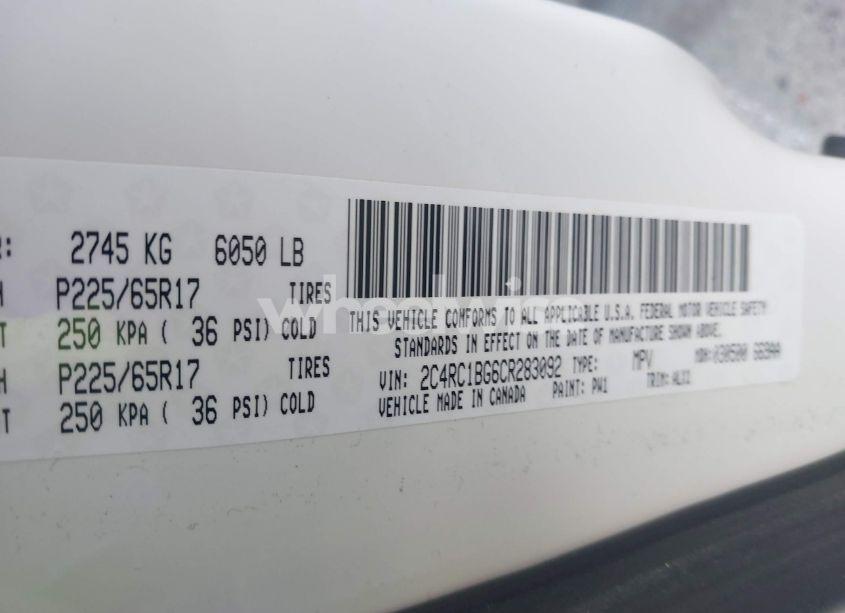 R: 2745 KG 6050 LB
H P225/65R17 TIRES
T 250 KPA ( 36 PSI) COLD
H P225/65R17 TIRES
T 250 KPA ( 36 PSI) COLD
THIS VEHICLE CONFORMS TO ALL APPLICABLE U.S.A. FEDERAL MOTOR VEHICLE SAFETY
STANDARDS IN EFFECT ON THE DATE OF MANUFACTURE SHOWN ABOVE.
VIN: 2C4RC1BG6CR283092 TYPE: MPV MDH:
VEHICLE MADE IN CANADA PAINT: PW1 TRIM: